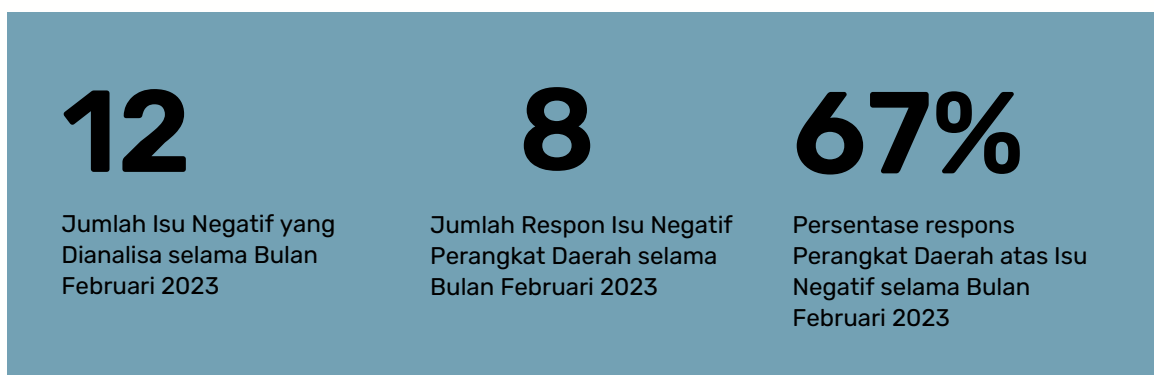 12
Jumlah Isu Negatif yang
Dianalisa selama Bulan
Februari 2023
8
Jumlah Respon Isu Negatif
Perangkat Daerah selama
Bulan Februari 2023
67%
Persentase respons
Perangkat Daerah atas Isu
Negatif selama Bulan
Februari 2023